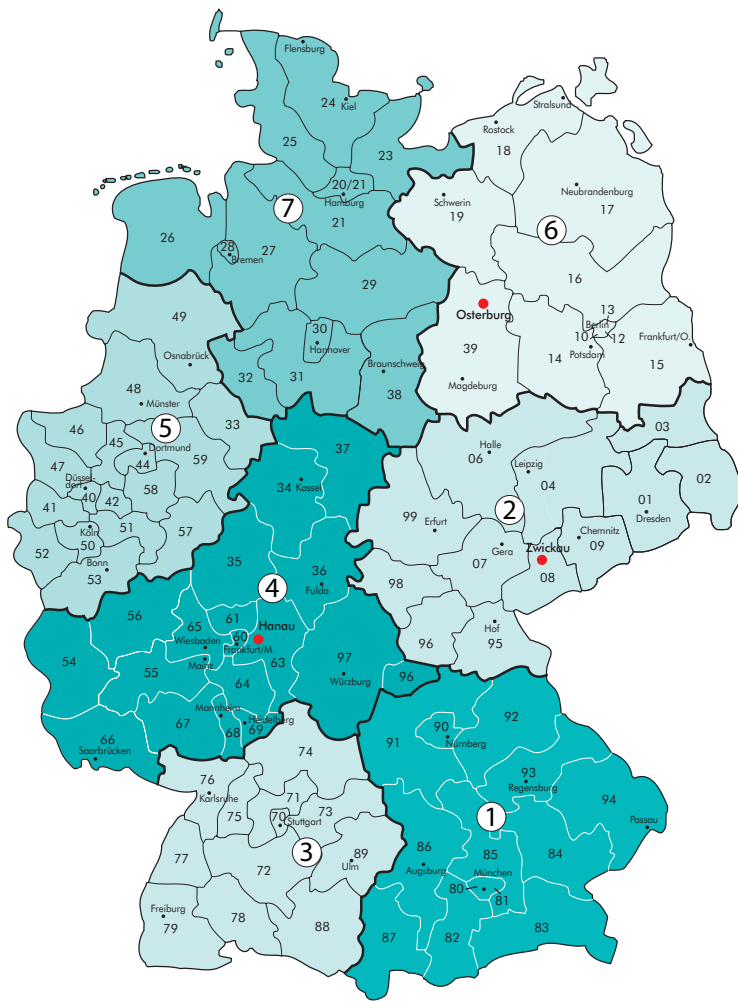 Flensburg
24
Kiel
25
23
Stralsund
Rostock
18
20/21
Hamburg
Neubrandenburg
17
Schwerin
19
7
21
6
26
28
Bremen
27
29
16
49
Osterburg
13
Berlin
10
12
Potsdam
Frankfurt/O.
15
14
30
Hannover
39
Osnabrück
Braunschweig
32
31
38
Magdeburg
48
Münster
46
5
33
03
45
Dortmund
44
37
Halle
06
Leipzig
04
02
47
59
Düssel-
dorf
40
42
58
34
Kassel
01
Dresden
41
51
2
99
Erfurt
Köln
50
57
Chemnitz
09
52
Bonn
53
35
Gera
07
Zwickau
08
36
Fulda
4
98
56
65
61
Hanau
60
Wiesbaden
Frankfurt/M.
Mainz
63
Hof
95
96
54
55
64
97
Würzburg
96
67
Mannheim
68
Heidelberg
69
66
Saarbrücken
74
91
90
Nürnberg
92
76
Karlsruhe
75
71
70
Stuttgart
73
93
Regensburg
94
Passau
1
3
77
72
89
Ulm
86
Augsburg
85
84
München
80
81
Freiburg
79
78
88
87
82
83